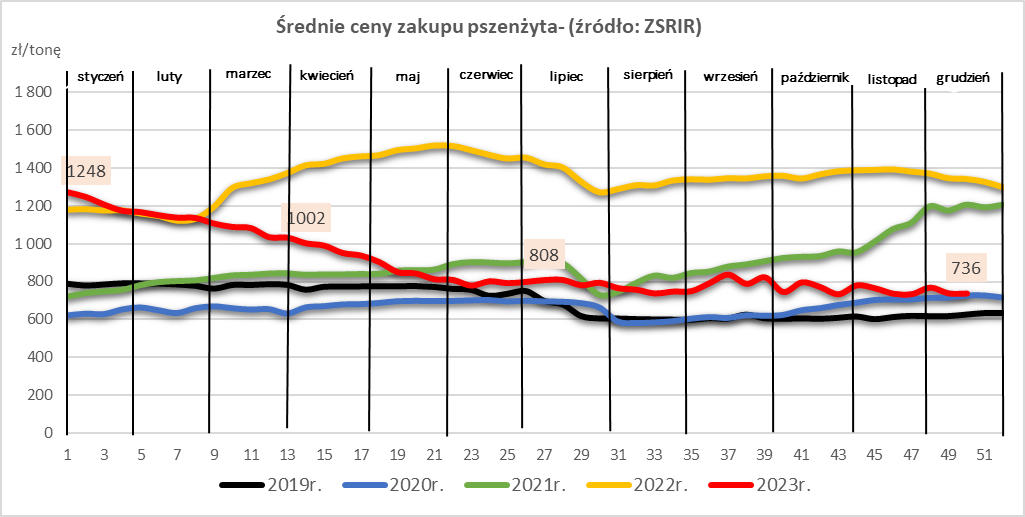 Średnie ceny zakupu pszenżyta- (źródło: ZSRIR)
zł/tonę
styczeń luty marzec kwiecień maj czerwiec lipiec sierpień wrzesień październik listopad grudzień
1 800
1 600
1 400
1 200
1 000
800
600
400
200
0
1248
1002
808
736
1 3 5 7 9 11 13 15 17 19 21 23 25 27 29 31 33 35 37 39 41 43 45 47 49 51
2019r. 2020r. 2021r. 2022r. 2023r.